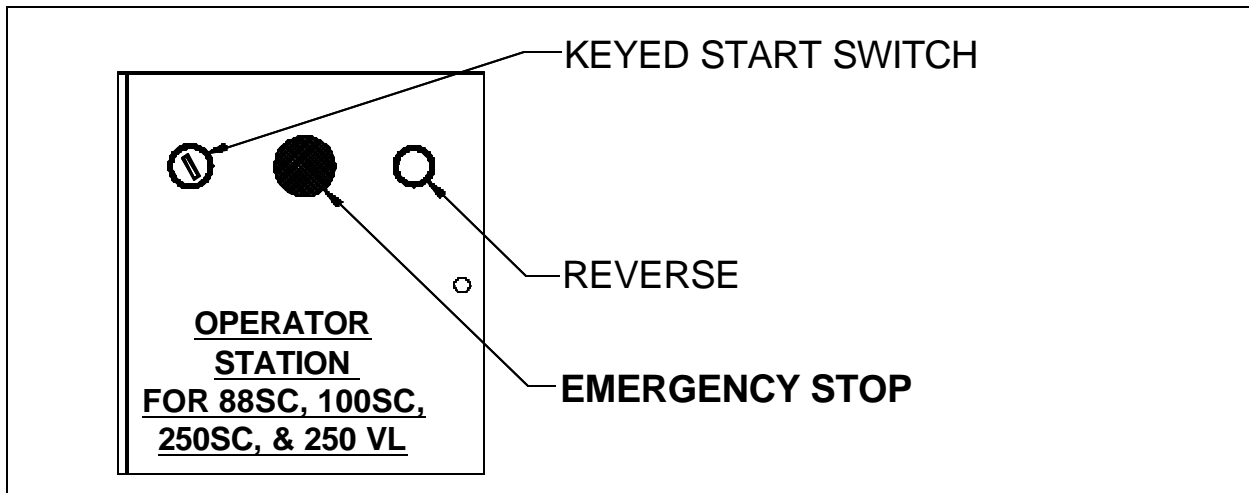 KEYED START SWITCH
REVERSE
EMERGENCY STOP
OPERATOR
STATION
FOR 88SC, 100SC,
250SC, & 250 VL